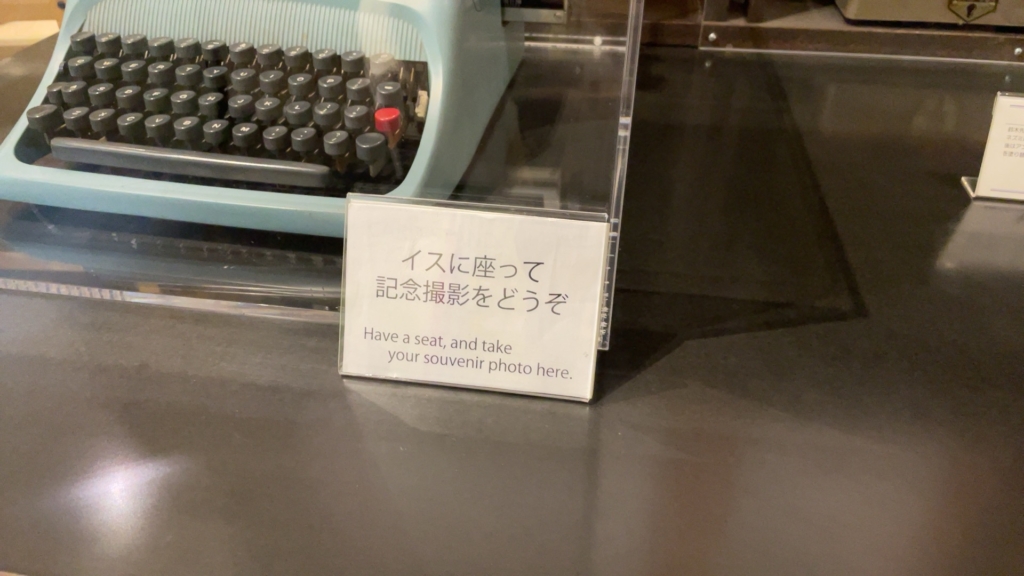 イスに座って
記念撮影をどうぞ
Have a seat, and take
your souvenir photo here.